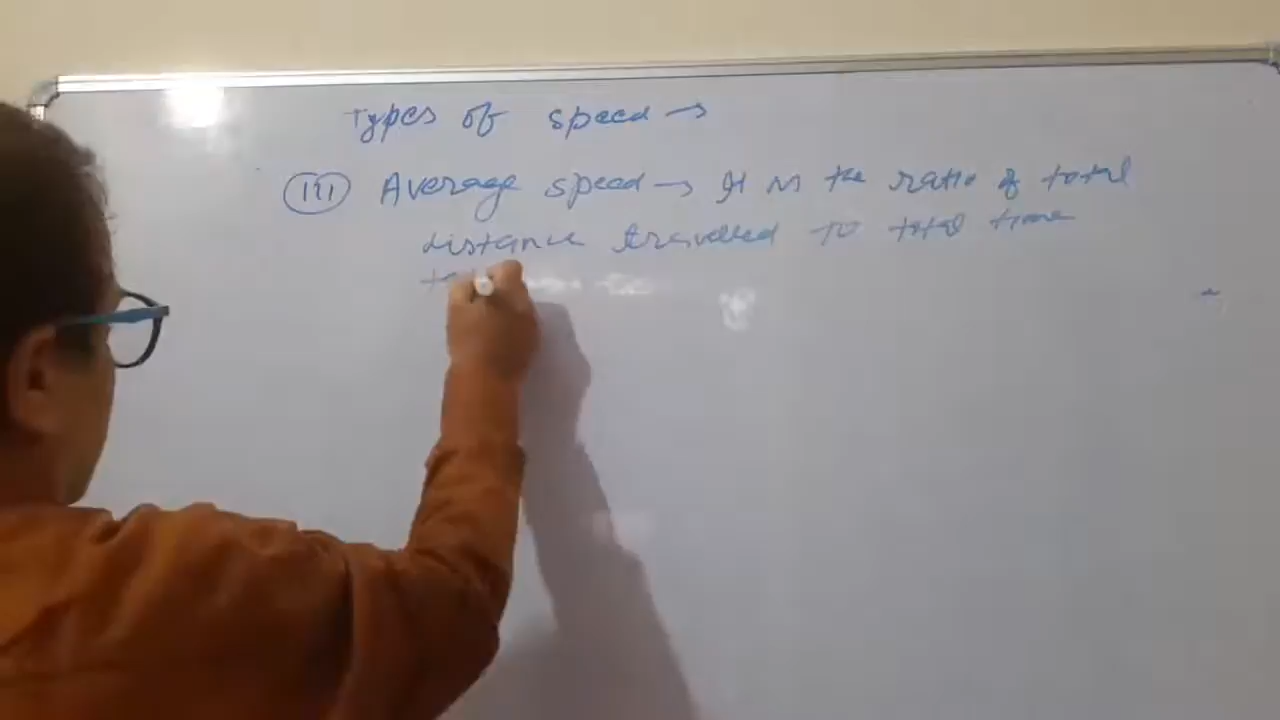 Types of speed →
(iii) Average speed → It is the ratio of total
distance travelled to total time